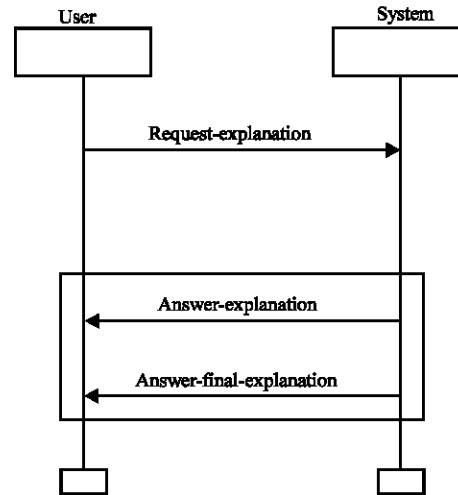 User
System
Request-explanation
Answer-explanation
Answer-final-explanation